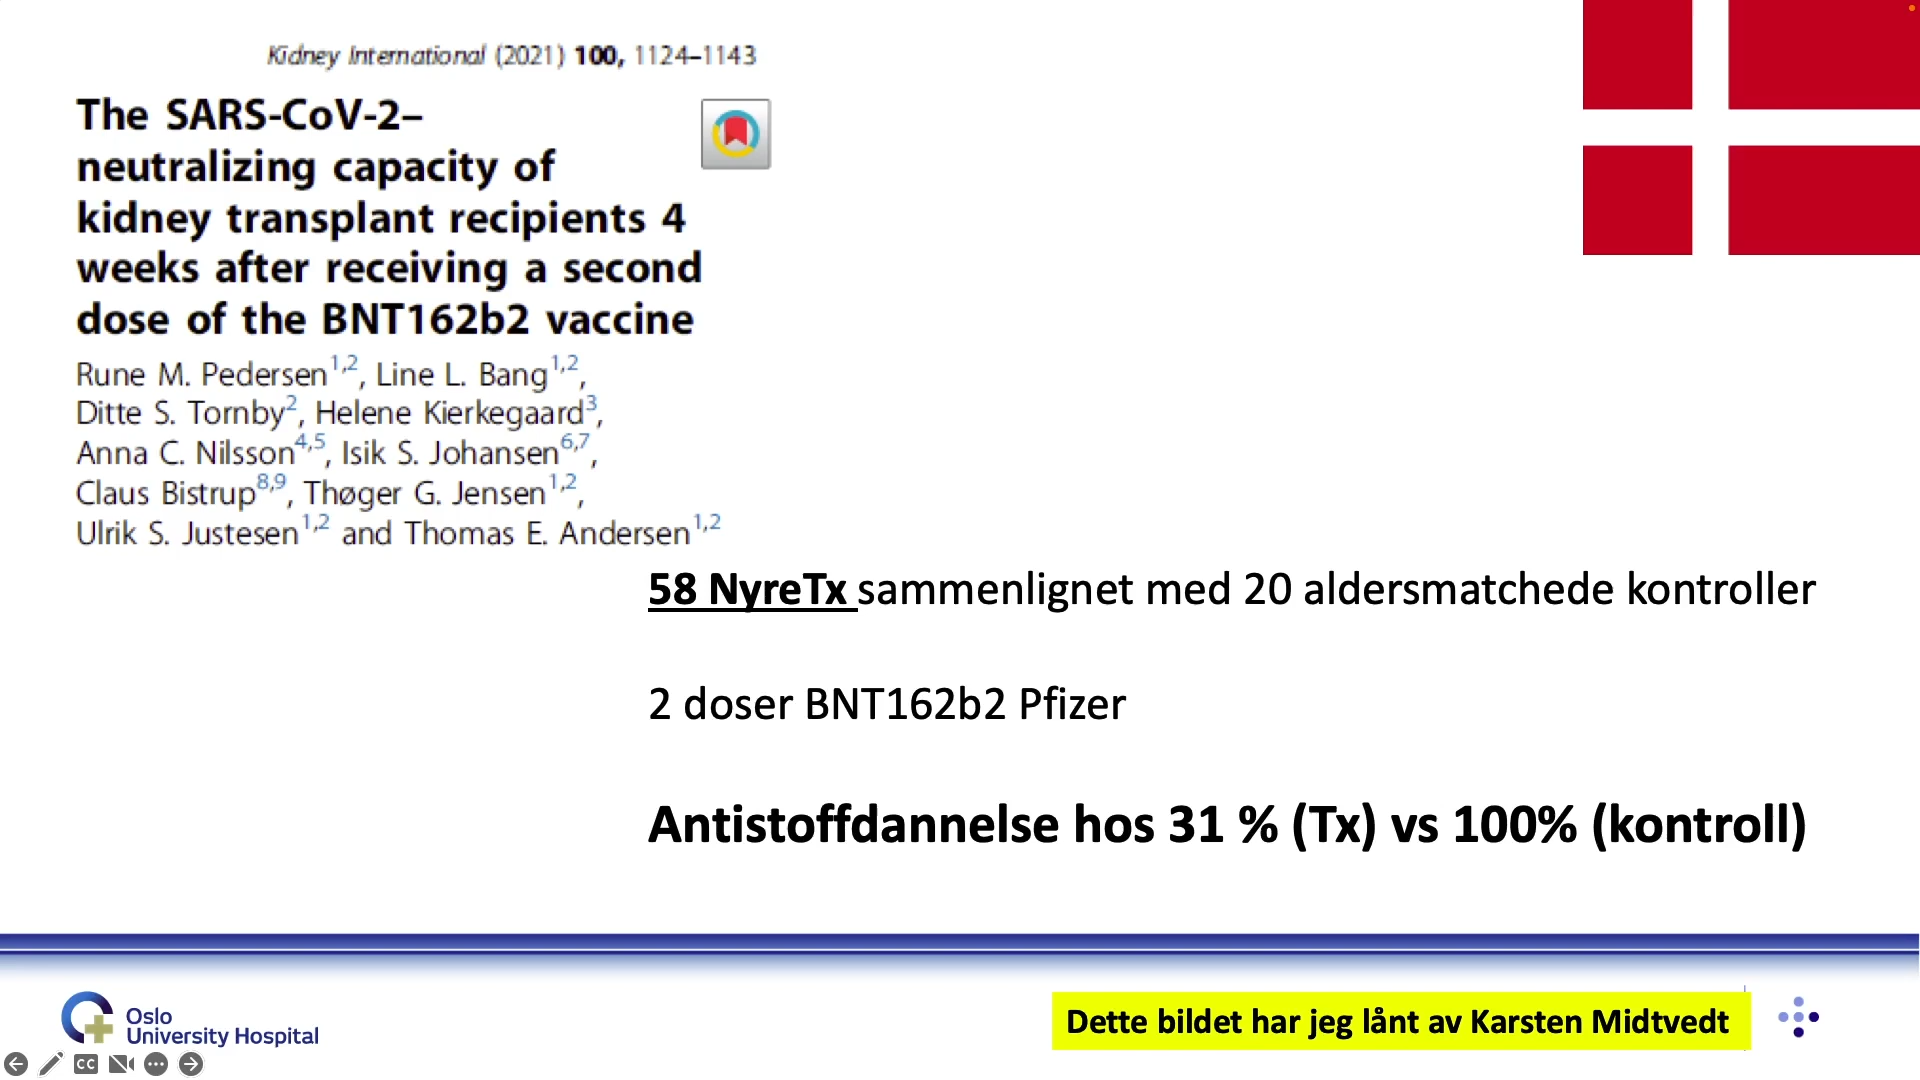 Kidney International (2021) 100, 1124–1143
The SARS-CoV-2–
neutralizing capacity of
kidney transplant recipients 4
weeks after receiving a second
dose of the BNT162b2 vaccine
Rune M. Pedersen1,2, Line L. Bang1,2,
Ditte S. Tornby2, Helene Kierkegaard3,
Anna C. Nilsson4,5, Isik S. Johansen6,7,
Claus Bistrup8,9, Thøger G. Jensen1,2,
Ulrik S. Justesen1,2 and Thomas E. Andersen1,2
58 NyreTx sammenlignet med 20 aldersmatchede kontroller
2 doser BNT162b2 Pfizer
Antistoffdannelse hos 31 % (Tx) vs 100% (kontroll)
Oslo
University Hospital
Dette bildet har jeg lånt av Karsten Midtvedt
CC